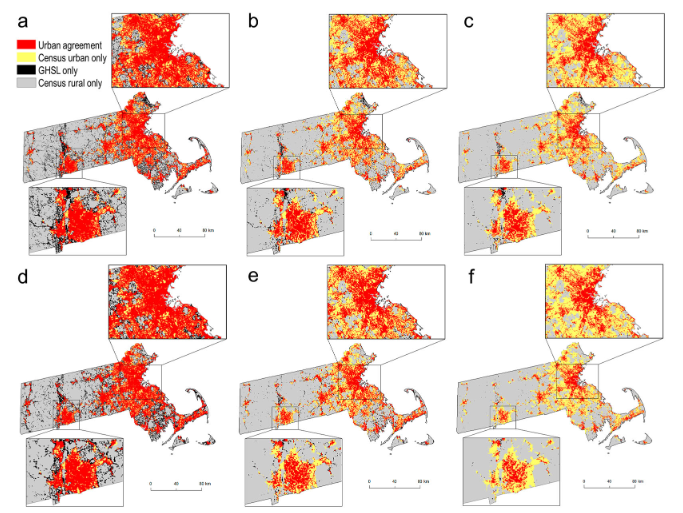 a
b
c
Urban agreement
Census urban only
GHSL only
Census rural only
0 40 80 km
0 40 80 km
0 40 80 km
d
e
f
0 40 80 km
0 40 80 km
0 40 80 km